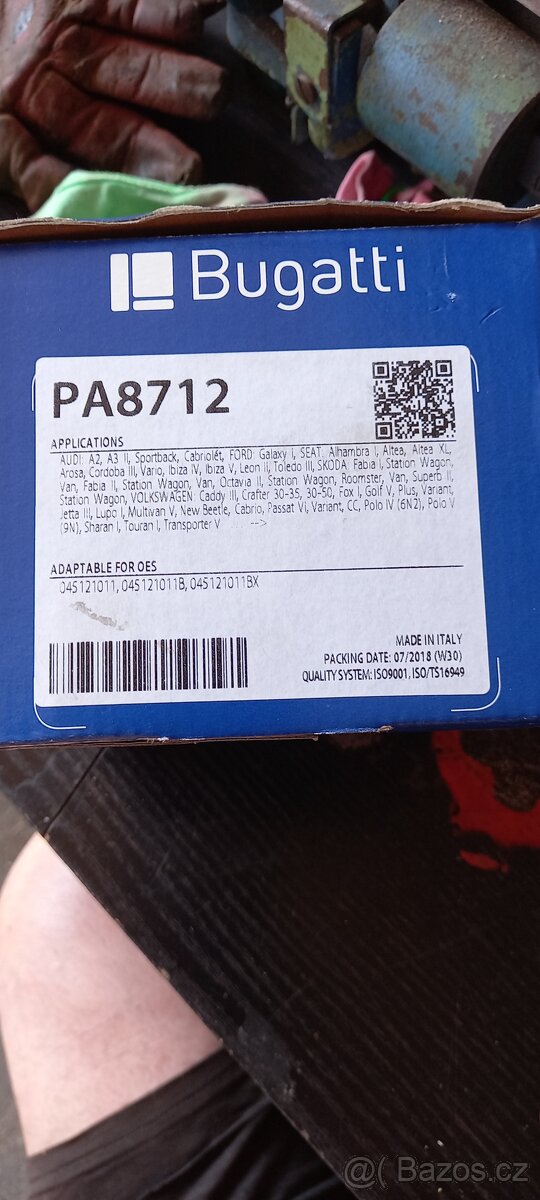 Bugatti
PA8712
APPLICATIONS
AUDI: A2, A3 II, Sportback, Cabriolét, FORD: Galaxy I, SEAT: Alhambra I, Altea, Altea XL,
Arosa, Cordoba III, Vario, Ibiza IV, Ibiza V, Leon II, Toledo III, SKODA: Fabia I, Station Wagon,
Van, Fabia II, Station Wagon, Van, Octavia II, Station Wagon, Roomster, Van, Superb II,
Station Wagon, VOLKSWAGEN: Caddy III, Crafter 30-35, 30-50, Fox I, Golf V, Plus, Variant,
Jetta III, Lupo I, Multivan V, New Beetle, Cabrio, Passat VI, Variant, CC, Polo IV (6N2), Polo V
(9N), Sharan I, Touran I, Transporter V ----->
ADAPTABLE FOR OES
045121011, 045121011B, 045121011BX
MADE IN ITALY
PACKING DATE: 07/2018 (W30)
QUALITY SYSTEM: ISO9001, ISO/TS16949
@( Bazos.cz